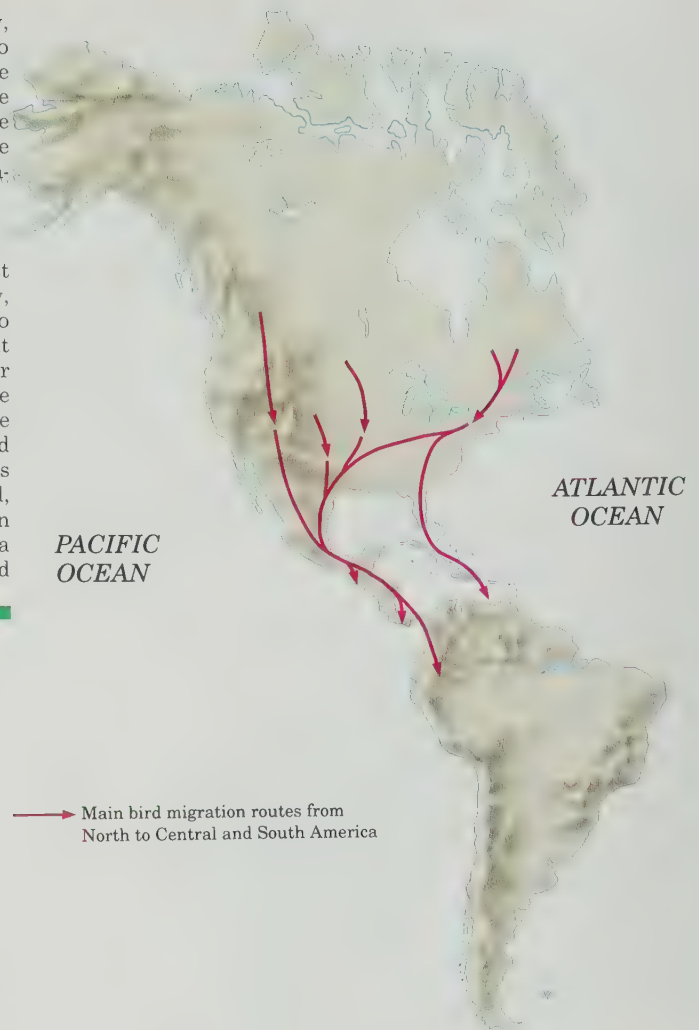 PACIFIC
OCEAN
ATLANTIC
OCEAN
Main bird migration routes from
North to Central and South America